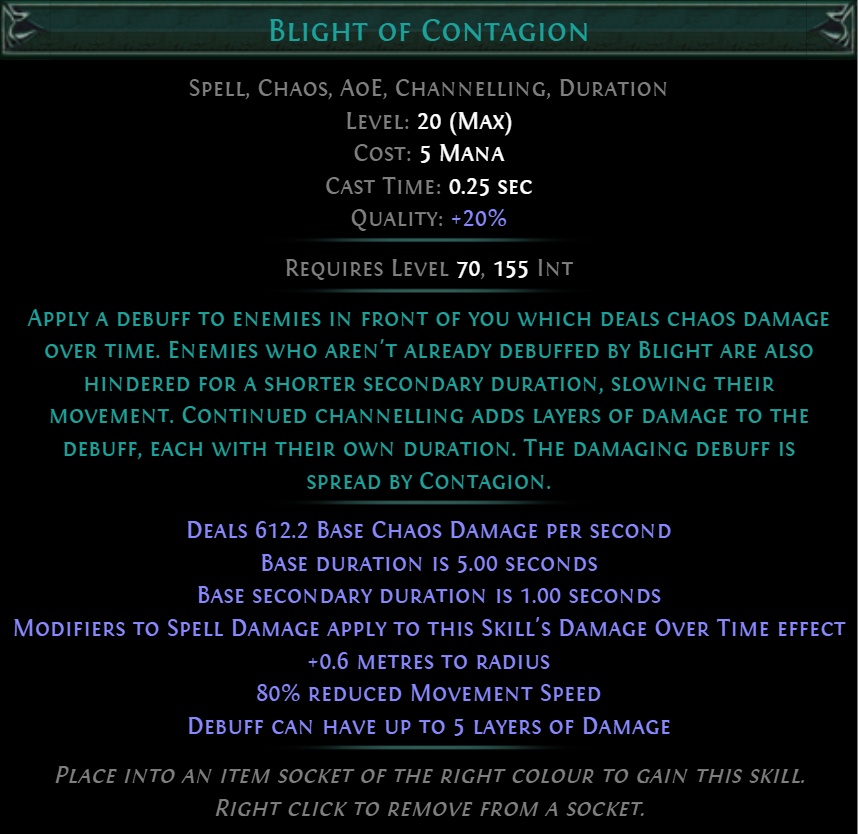 Blight of Contagion
Spell, Chaos, AoE, Channelling, Duration
Level: 20 (Max)
Cost: 5 Mana
Cast Time: 0.25 sec
Quality: +20%
Requires Level 70, 155 Int
Apply a debuff to enemies in front of you which deals chaos damage
over time. Enemies who aren't already debuffed by Blight are also
hindered for a shorter secondary duration, slowing their
movement. Continued channelling adds layers of damage to the
debuff, each with their own duration. The damaging debuff is
spread by Contagion.
Deals 612.2 Base Chaos Damage per second
Base duration is 5.00 seconds
Base secondary duration is 1.00 seconds
Modifiers to Spell Damage apply to this Skill's Damage Over Time effect
+0.6 metres to radius
80% reduced Movement Speed
Debuff can have up to 5 layers of Damage
Place into an item socket of the right colour to gain this skill.
Right click to remove from a socket.